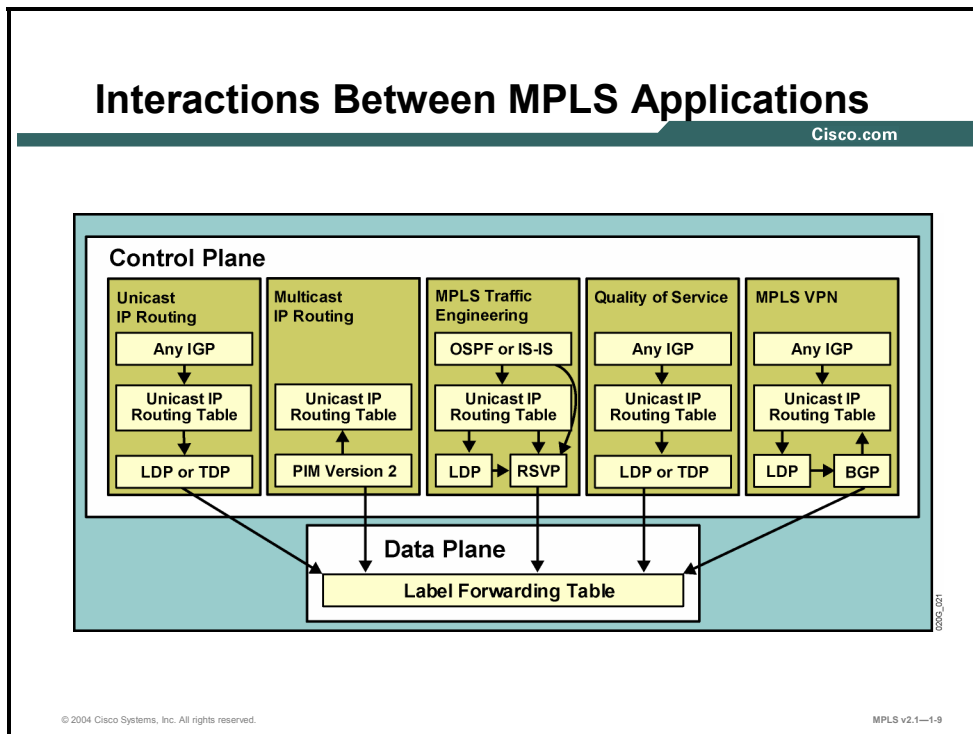 Interactions Between MPLS Applications
Cisco.com
Control Plane
Unicast
IP Routing
Any IGP
Unicast IP
Routing Table
LDP or TDP
Multicast
IP Routing
Unicast IP
Routing Table
PIM Version 2
MPLS Traffic
Engineering
OSPF or IS-IS
Unicast IP
Routing Table
LDP
RSVP
Quality of Service
Any IGP
Unicast IP
Routing Table
LDP or TDP
MPLS VPN
Any IGP
Unicast IP
Routing Table
LDP
BGP
Data Plane
Label Forwarding Table
020G_021
© 2004 Cisco Systems, Inc. All rights reserved.
MPLS v2.1—1-9